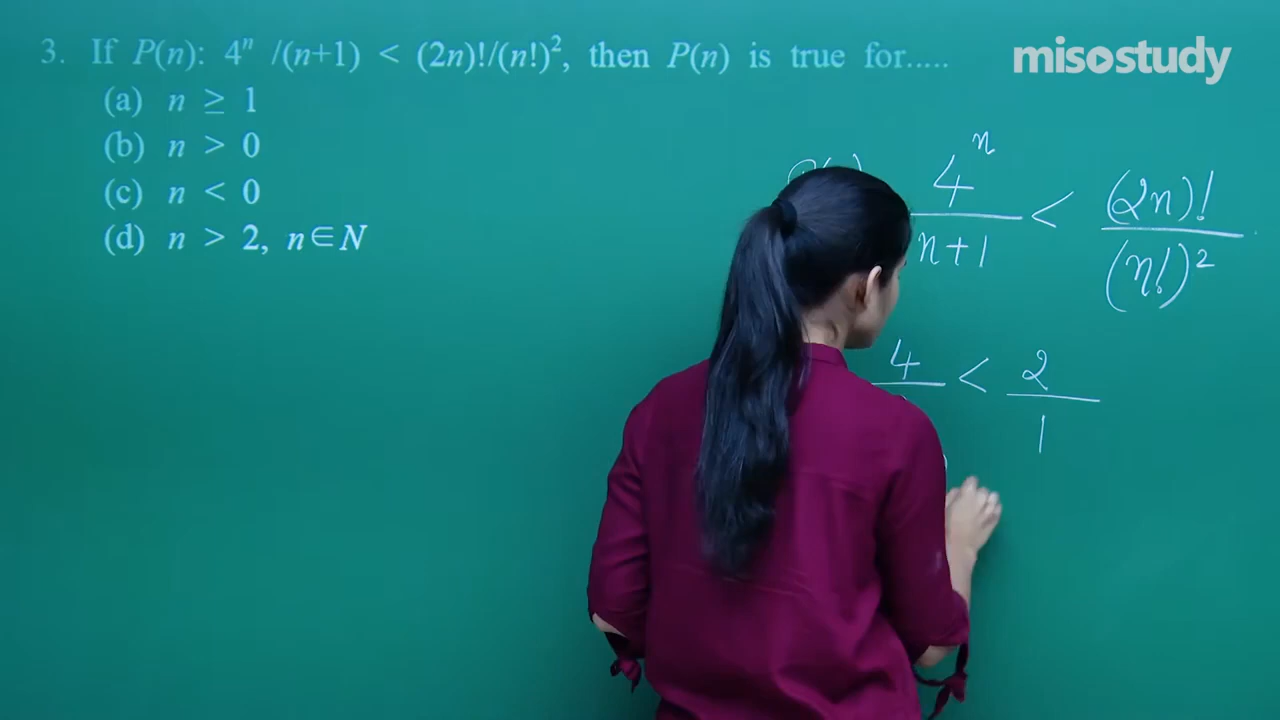 3. If P(n): 4ⁿ /(n+1) < (2n)!/(n!)², then P(n) is true for.....
misostudy
(a) n ≥ 1
(b) n > 0
(c) n < 0
(d) n > 2, n∈N
4ⁿ/n+1 < (2n)!/(n!)²
4 < 2/1